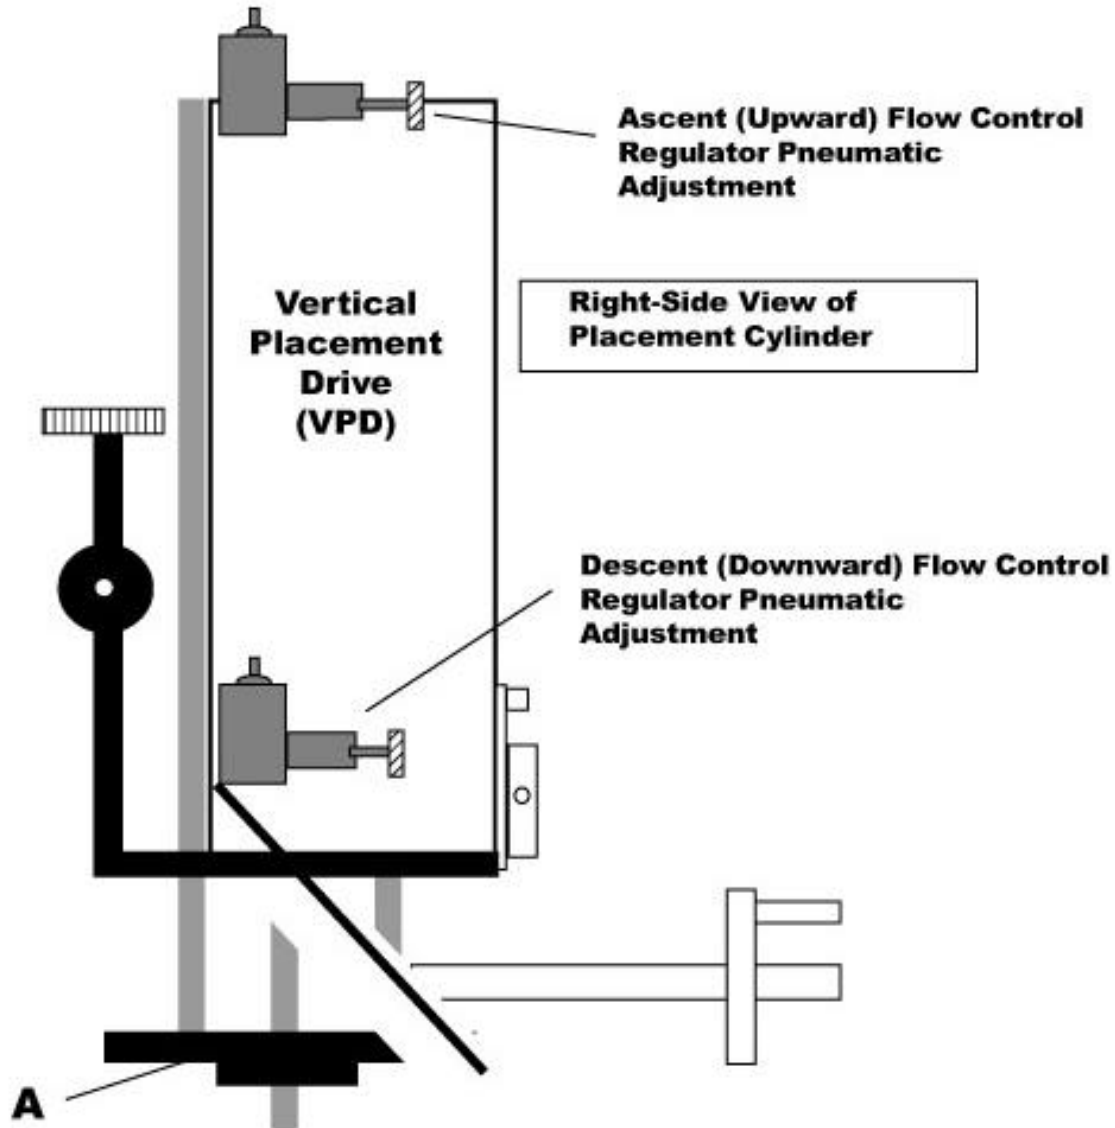 Ascent (Upward) Flow Control
Regulator Pneumatic
Adjustment
Vertical
Placement
Drive
(VPD)
Right-Side View of
Placement Cylinder
Descent (Downward) Flow Control
Regulator Pneumatic
Adjustment
A